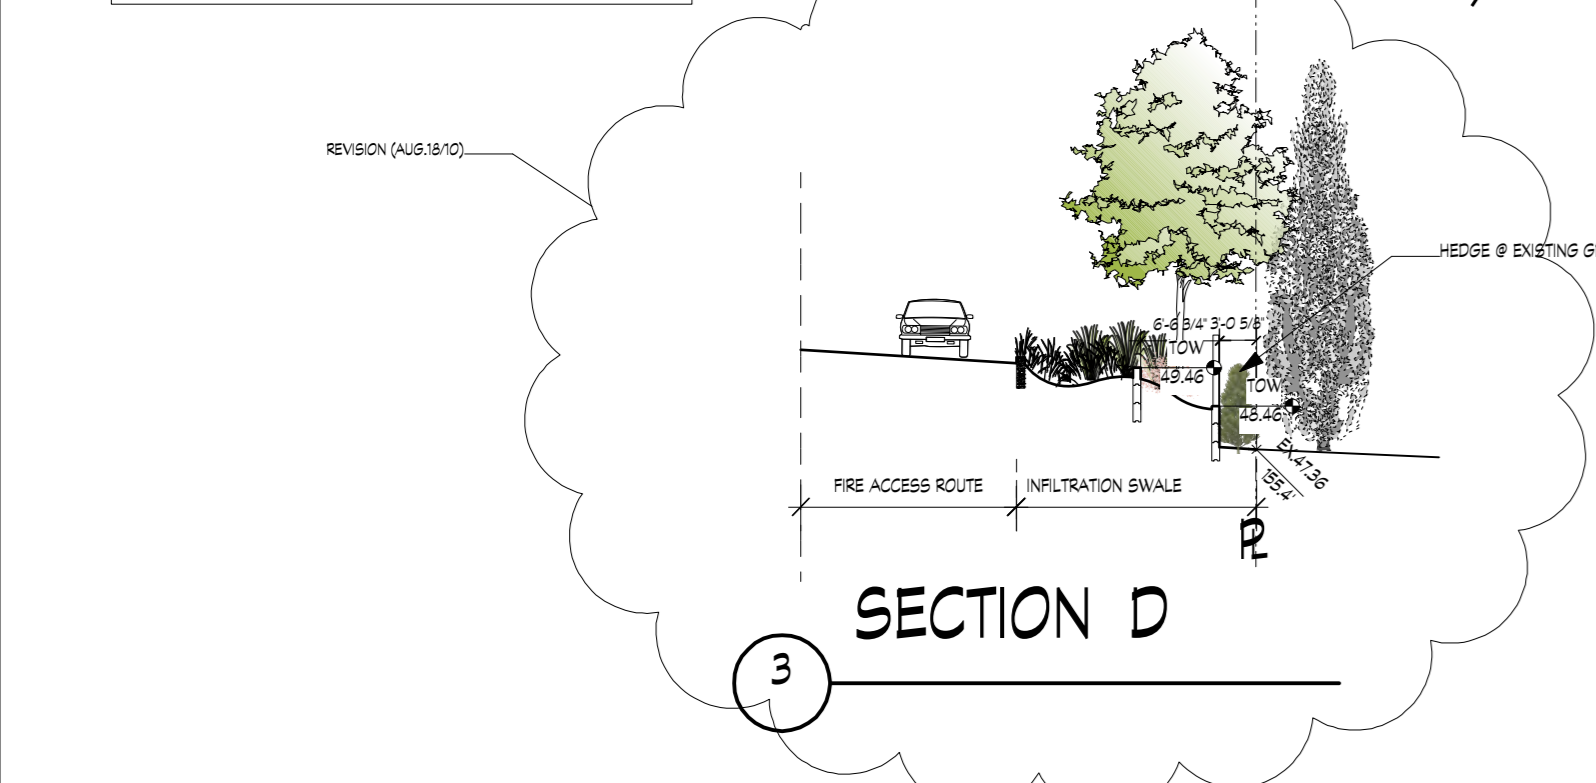 REVISION (AUG.18/10)
HEDGE @ EXISTING
6'-6 3/4" 3'-0 5/8"
TOW
49.46
TOW
48.46
EX.47.36
155.4'
FIRE ACCESS ROUTE
INFILTRATION SWALE
PL
SECTION D
3